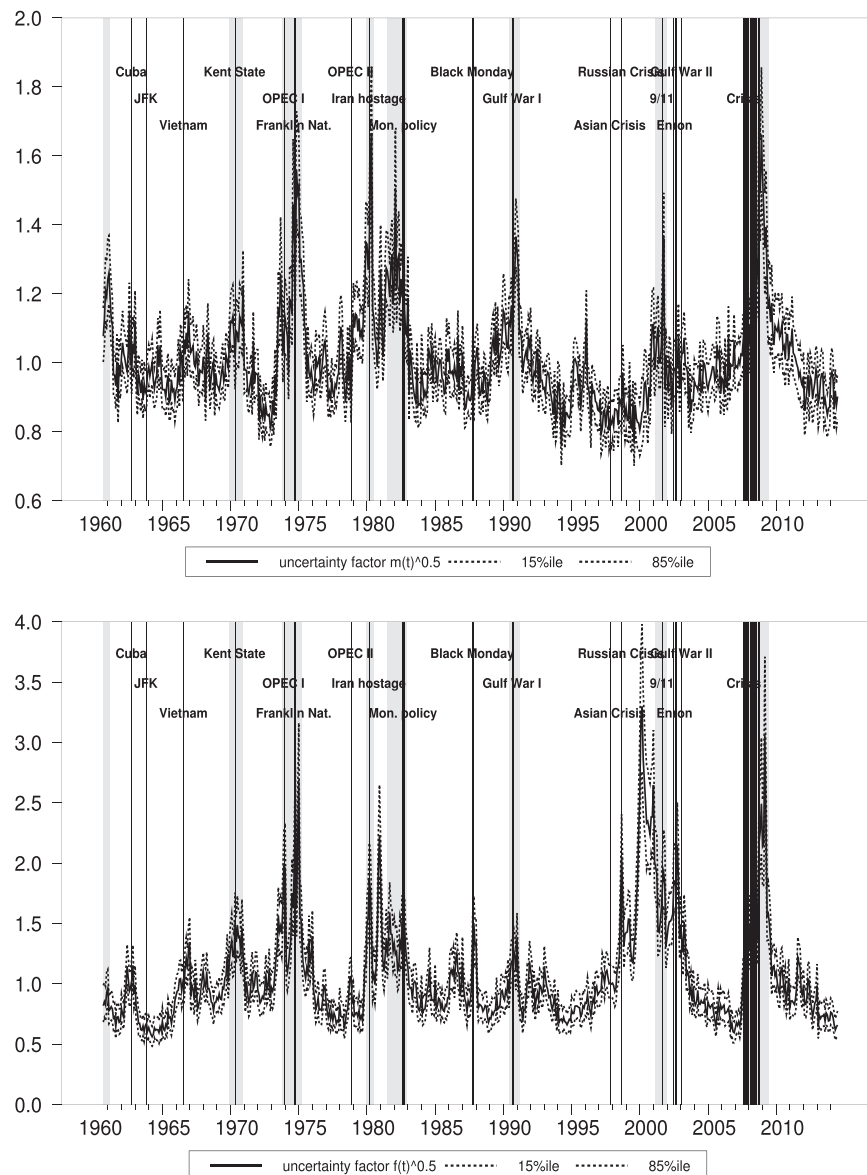 2.0
1.8
Cuba Kent State OPEC II Black Monday Russian Crisis Gulf War II
JFK OPEC I Iran hostage Gulf War I 9/11 Crisis
Vietnam Franklin Nat. Mon. policy Asian Crisis Enron
1.6
1.4
1.2
1.0
0.8
0.6
1960 1965 1970 1975 1980 1985 1990 1995 2000 2005 2010
uncertainty factor m(t)^0.5 15%ile 85%ile
4.0
Cuba Kent State OPEC II Black Monday Russian Crisis Gulf War II
3.5
JFK OPEC I Iran hostage Gulf War I 9/11 Crisis
Vietnam Franklin Nat. Mon. policy Asian Crisis Enron
3.0
2.5
2.0
1.5
1.0
0.5
0.0
1960 1965 1970 1975 1980 1985 1990 1995 2000 2005 2010
uncertainty factor f(t)^0.5 15%ile 85%ile